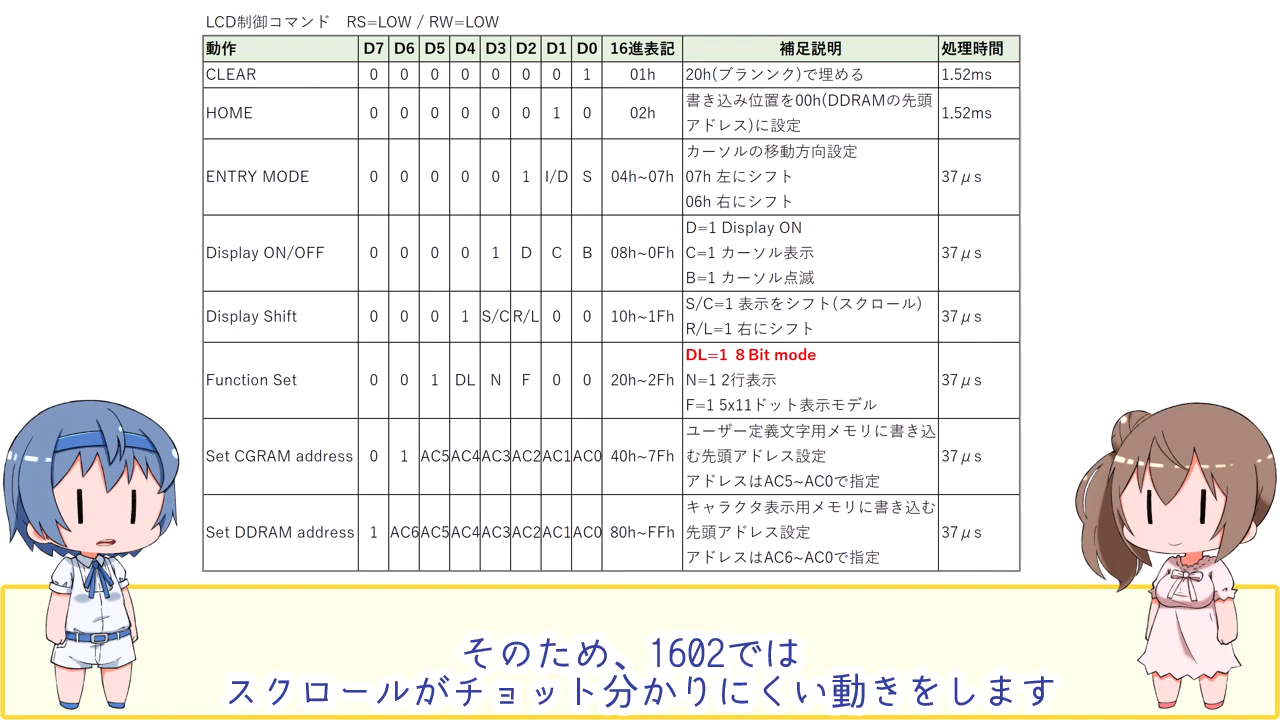 LCD制御コマンド　RS=LOW / RW=LOW
動作 D7 D6 D5 D4 D3 D2 D1 D0 16進表記 補足説明 処理時間
CLEAR 0 0 0 0 0 0 0 1 01h 20h(ブランンク)で埋める 1.52ms
HOME 0 0 0 0 0 0 1 0 02h 書き込み位置を00h(DDRAMの先頭
アドレス)に設定 1.52ms
ENTRY MODE 0 0 0 0 0 1 I/D S 04h~07h カーソルの移動方向設定
07h 左にシフト
06h 右にシフト 37μs
Display ON/OFF 0 0 0 0 1 D C B 08h~0Fh D=1 Display ON
C=1 カーソル表示
B=1 カーソル点滅 37μs
Display Shift 0 0 0 1 S/C R/L 0 0 10h~1Fh S/C=1 表示をシフト(スクロール)
R/L=1 右にシフト 37μs
Function Set 0 0 1 DL N F 0 0 20h~2Fh DL=1 8 Bit mode
N=1 2行表示
F=1 5x11ドット表示モデル 37μs
Set CGRAM address 0 1 AC5 AC4 AC3 AC2 AC1 AC0 40h~7Fh ユーザー定義文字用メモリに書き込
む先頭アドレス設定
アドレスはAC5~AC0で指定 37μs
Set DDRAM address 1 AC6 AC5 AC4 AC3 AC2 AC1 AC0 80h~FFh キャラクタ表示用メモリに書き込む
先頭アドレス設定
アドレスはAC6~AC0で指定 37μs
そのため、1602では
スクロールがチョット分かりにくい動きをします